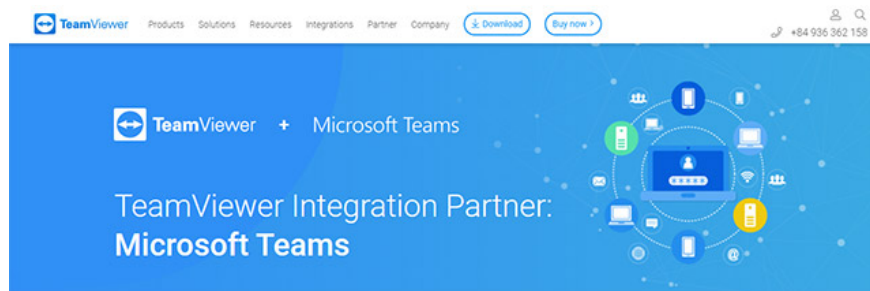 TeamViewer Products Solutions Resources Integrations Partner Company Download Buy now >
+84 936 362 158
TeamViewer + Microsoft Teams
TeamViewer Integration Partner:
Microsoft Teams